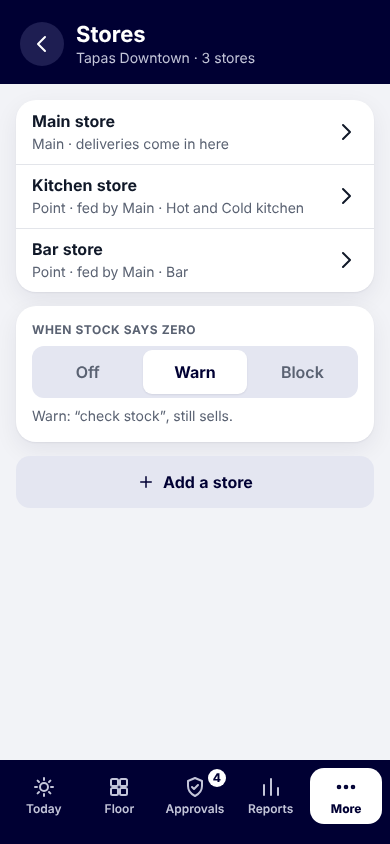 Stores
Tapas Downtown · 3 stores
Main store
Main · deliveries come in here
Kitchen store
Point · fed by Main · Hot and Cold kitchen
Bar store
Point · fed by Main · Bar
WHEN STOCK SAYS ZERO
Off Warn Block
Warn: “check stock”, still sells.
+ Add a store
4
Today Floor Approvals Reports More